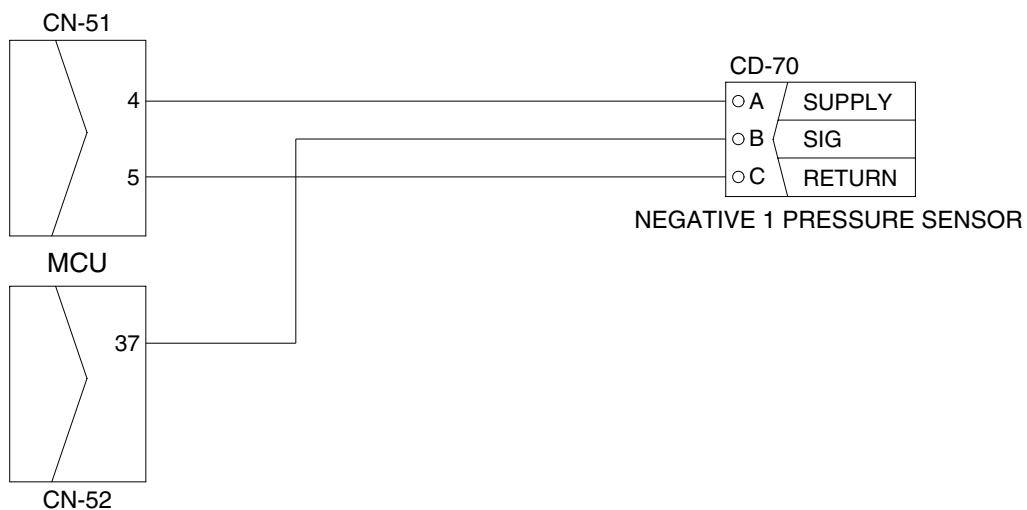 CN-51
4
5
MCU
37
CN-52
CD-70
A SUPPLY
B SIG
C RETURN
NEGATIVE 1 PRESSURE SENSOR